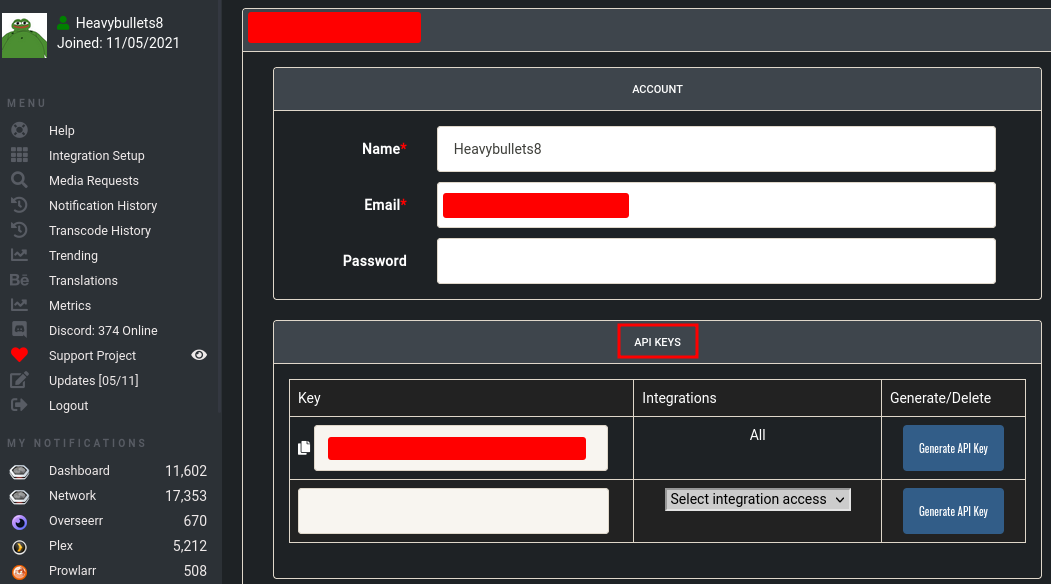 Heavybullets8
Joined: 11/05/2021
MENU
Help
Integration Setup
Media Requests
Notification History
Transcode History
Trending
Bē Translations
Metrics
Discord: 374 Online
Support Project
Updates [05/11]
Logout
MY NOTIFICATIONS
Dashboard 11,602
Network 17,353
Overseerr 670
Plex 5,212
Prowlarr 508
ACCOUNT
Name* Heavybullets8
Email*
Password
API KEYS
Key Integrations Generate/Delete
All Generate API Key
Select integration access Generate API Key